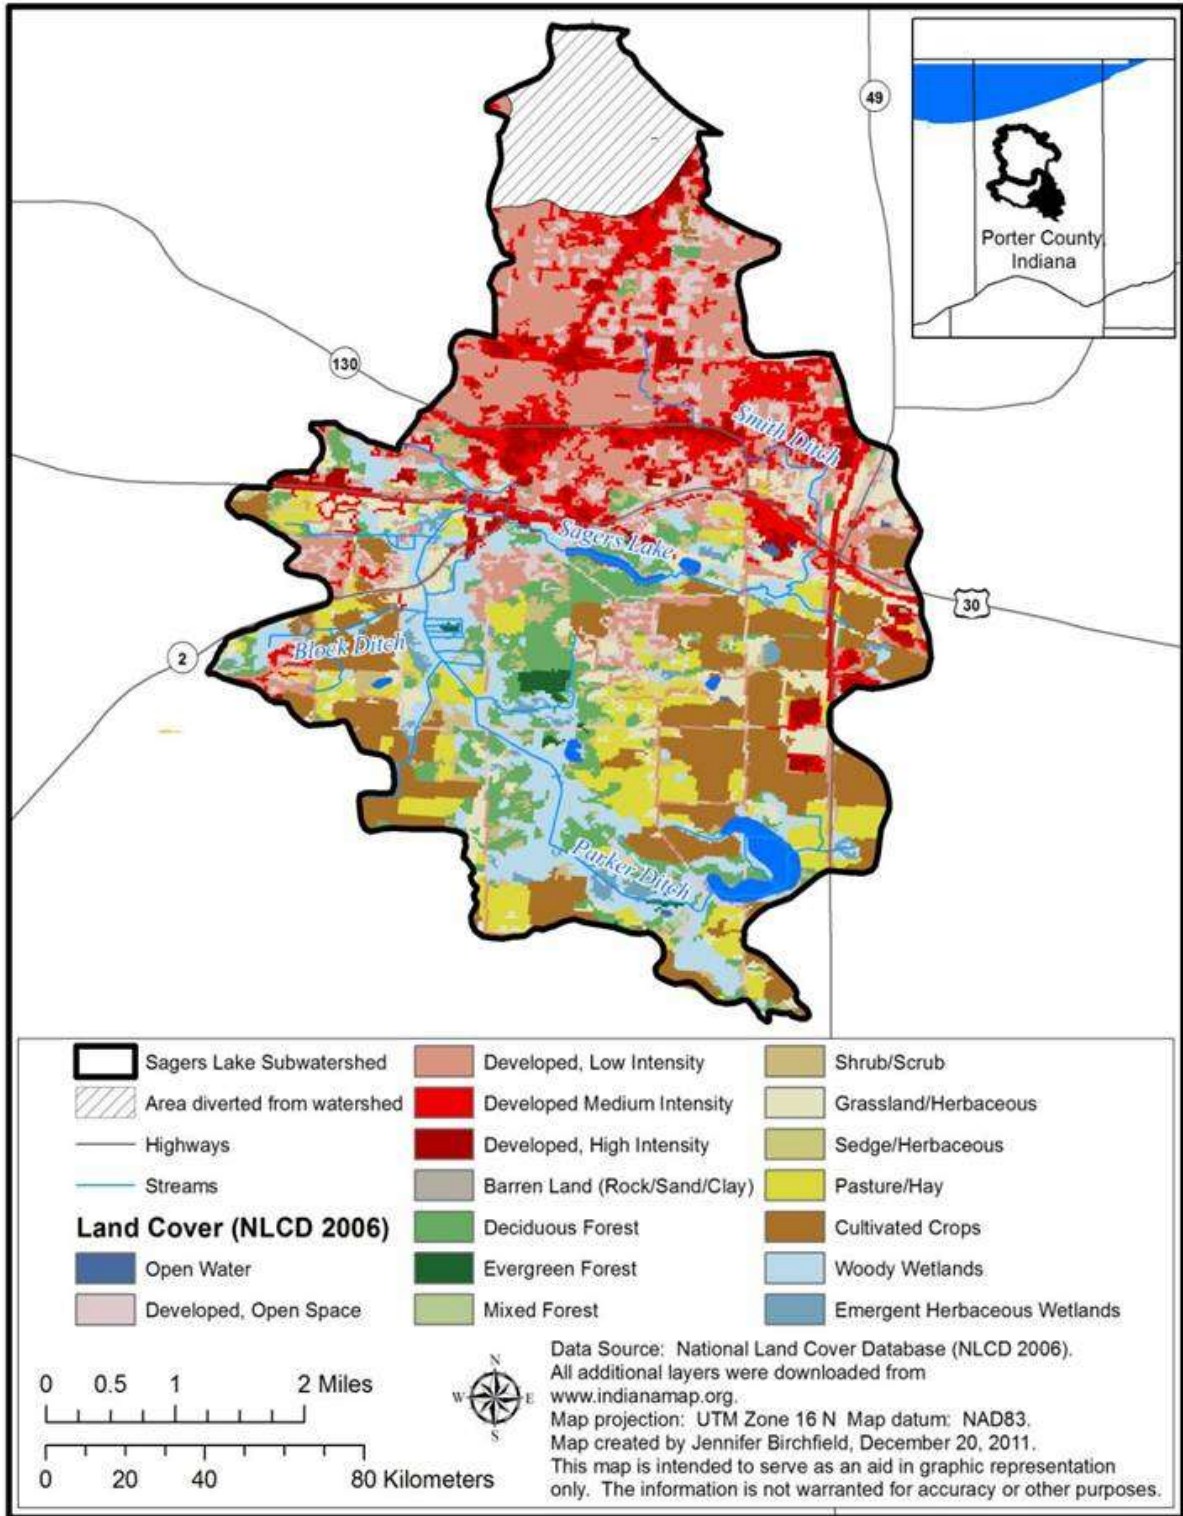 49
Porter County,
Indiana
130
Smith Ditch
Sagers Lake
30
Block Ditch
2
Parker Ditch
Sagers Lake Subwatershed
Area diverted from watershed
Highways
Streams
Land Cover (NLCD 2006)
Open Water
Developed, Open Space
Developed, Low Intensity
Developed Medium Intensity
Developed, High Intensity
Barren Land (Rock/Sand/Clay)
Deciduous Forest
Evergreen Forest
Mixed Forest
Shrub/Scrub
Grassland/Herbaceous
Sedge/Herbaceous
Pasture/Hay
Cultivated Crops
Woody Wetlands
Emergent Herbaceous Wetlands
0 0.5 1 2 Miles
0 20 40 80 Kilometers
N
W E
S
Data Source: National Land Cover Database (NLCD 2006).
All additional layers were downloaded from
www.indianamap.org.
Map projection: UTM Zone 16 N Map datum: NAD83.
Map created by Jennifer Birchfield, December 20, 2011.
This map is intended to serve as an aid in graphic representation
only. The information is not warranted for accuracy or other purposes.